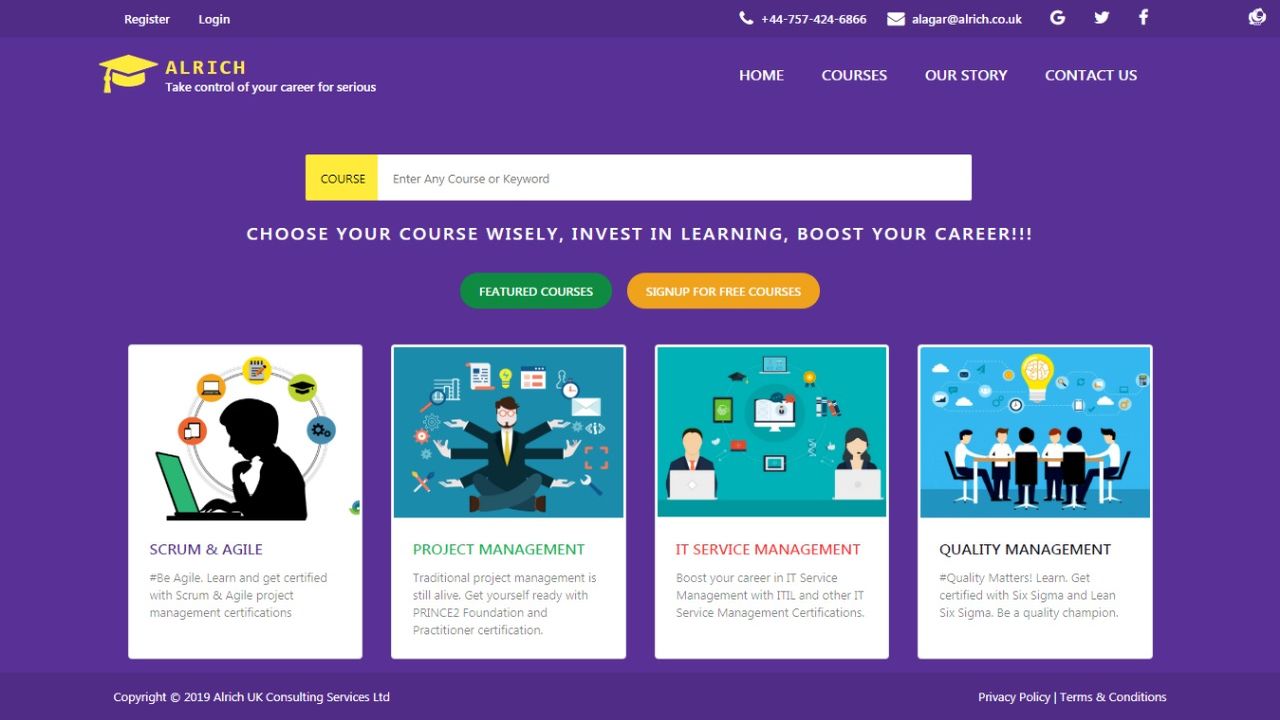 Register Login +44-757-424-6866 alagar@alrich.co.uk
ALRICH
Take control of your career for serious
HOME COURSES OUR STORY CONTACT US
COURSE Enter Any Course or Keyword
CHOOSE YOUR COURSE WISELY, INVEST IN LEARNING, BOOST YOUR CAREER!!!
FEATURED COURSES SIGNUP FOR FREE COURSES
SCRUM & AGILE
#Be Agile. Learn and get certified
with Scrum & Agile project
management certifications
PROJECT MANAGEMENT
Traditional project management is
still alive. Get yourself ready with
PRINCE2 Foundation and
Practitioner certification.
IT SERVICE MANAGEMENT
Boost your career in IT Service
Management with ITIL and other IT
Service Management Certifications.
QUALITY MANAGEMENT
#Quality Matters! Learn. Get
certified with Six Sigma and Lean
Six Sigma. Be a quality champion.
Copyright © 2019 Alrich UK Consulting Services Ltd
Privacy Policy | Terms & Conditions